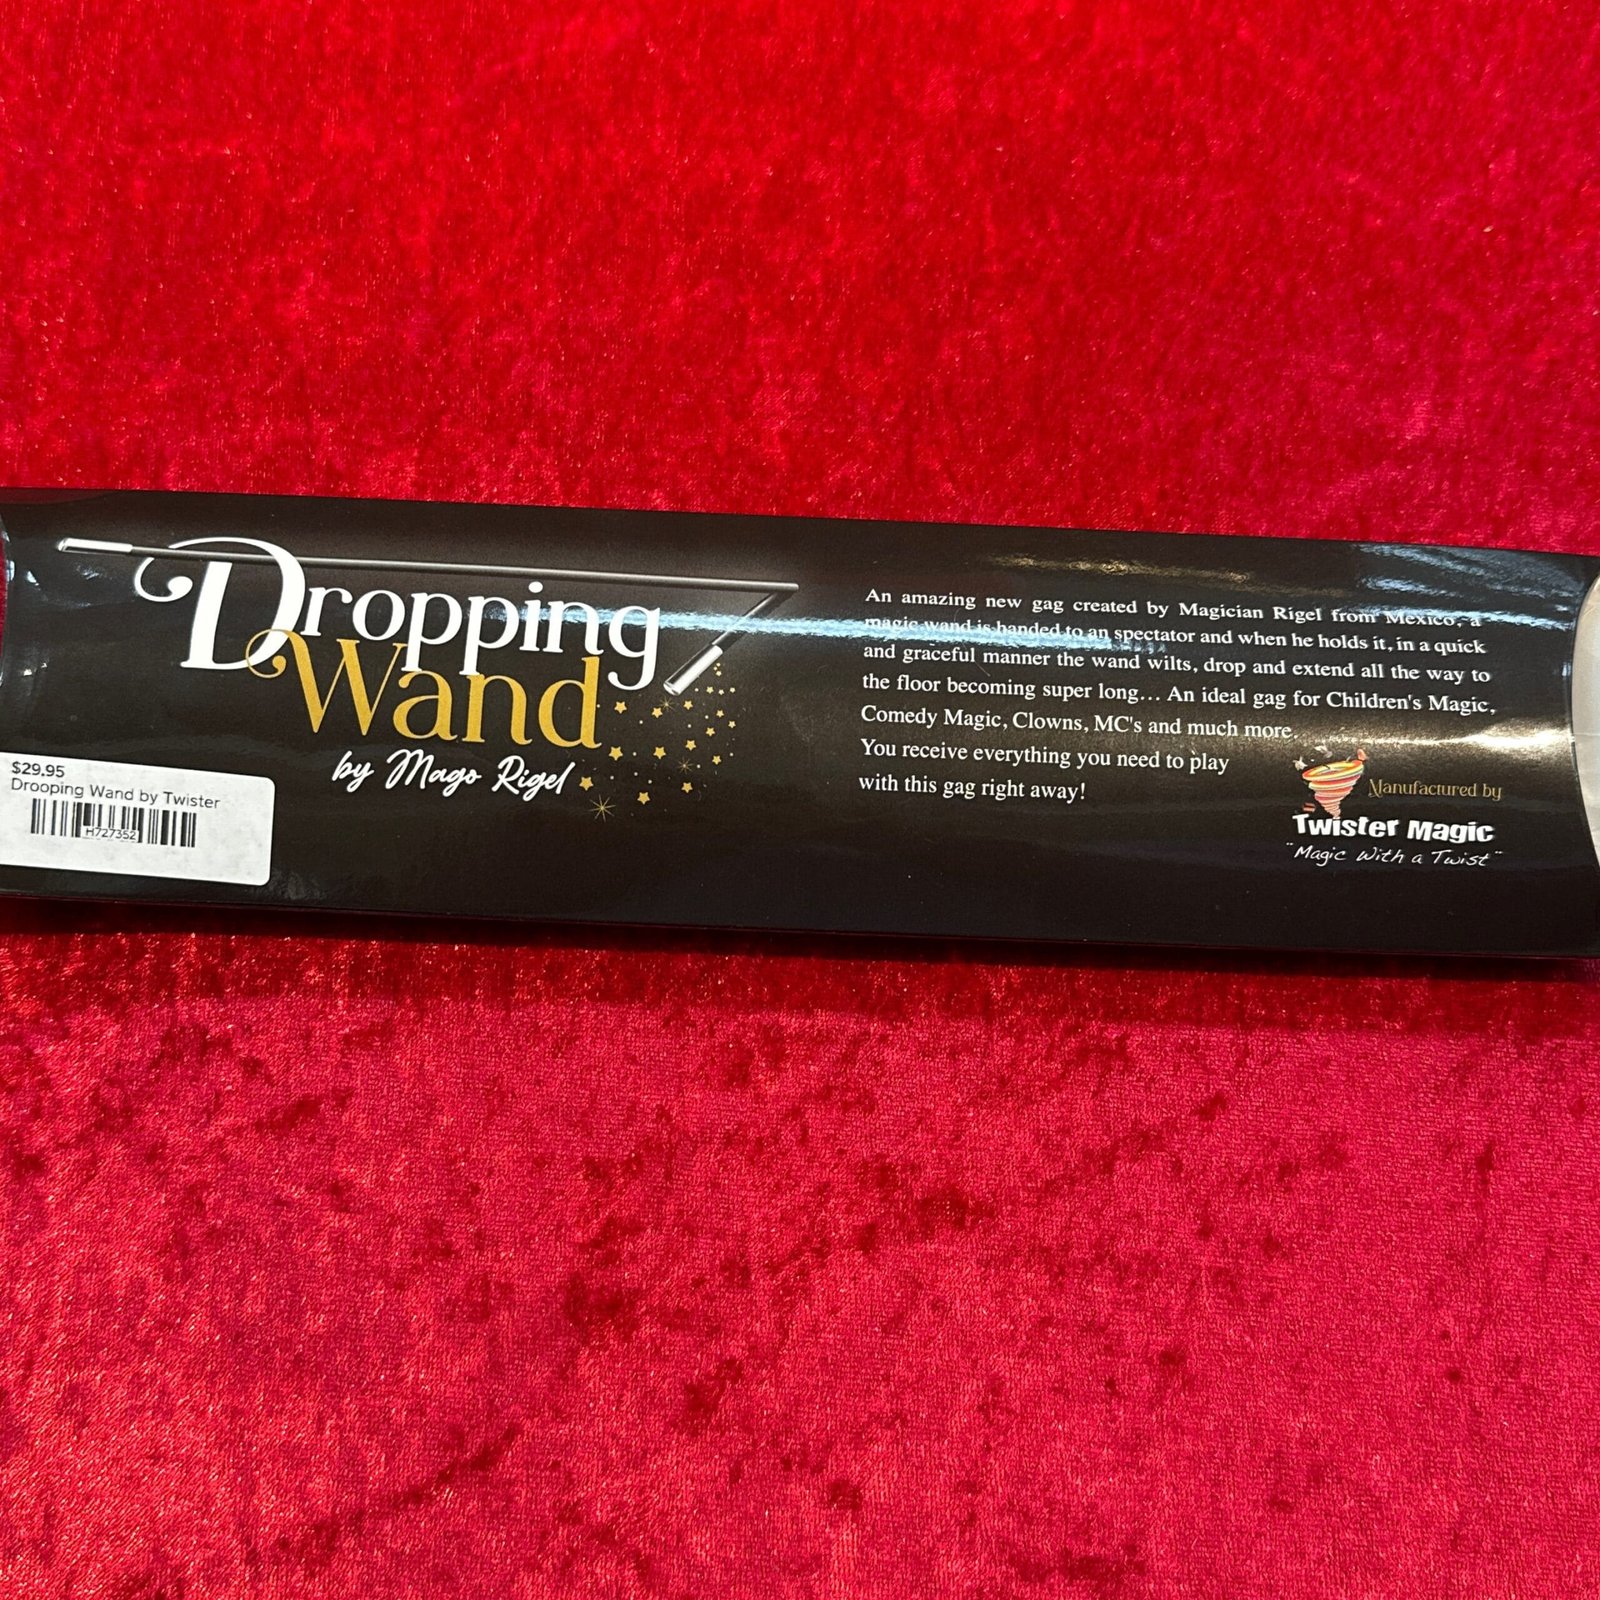 Dropping
Wand
by Mago Rigel
$29.95
Drooping Wand by Twister
H727352
An amazing new gag created by Magician Rigel from Mexico, a
magic wand is handed to an spectator and when he holds it, in a quick
and graceful manner the wand wilts, drop and extend all the way to
the floor becoming super long... An ideal gag for Children's Magic,
Comedy Magic, Clowns, MC's and much more.
You receive everything you need to play
with this gag right away!
Manufactured by
Twister Magic
"Magic With a Twist"